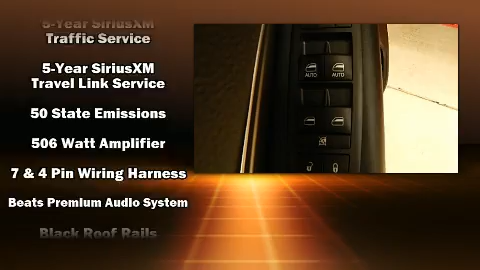 5-Year SiriusXM
Traffic Service
5-Year SiriusXM
Travel Link Service
50 State Emissions
506 Watt Amplifier
7 & 4 Pin Wiring Harness
Beats Premium Audio System
Black Roof Rails
AUTO AUTO